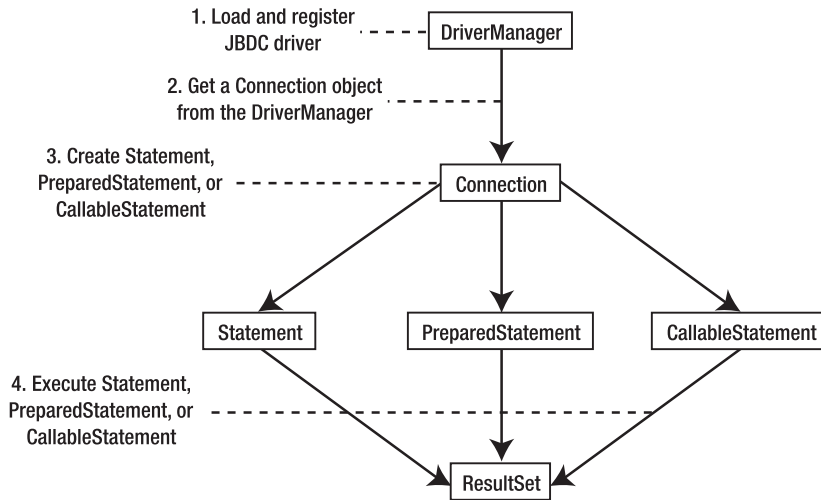 1. Load and register
JBDC driver
DriverManager
2. Get a Connection object
from the DriverManager
3. Create Statement,
PreparedStatement, or
CallableStatement
Connection
Statement
PreparedStatement
CallableStatement
4. Execute Statement,
PreparedStatement, or
CallableStatement
ResultSet